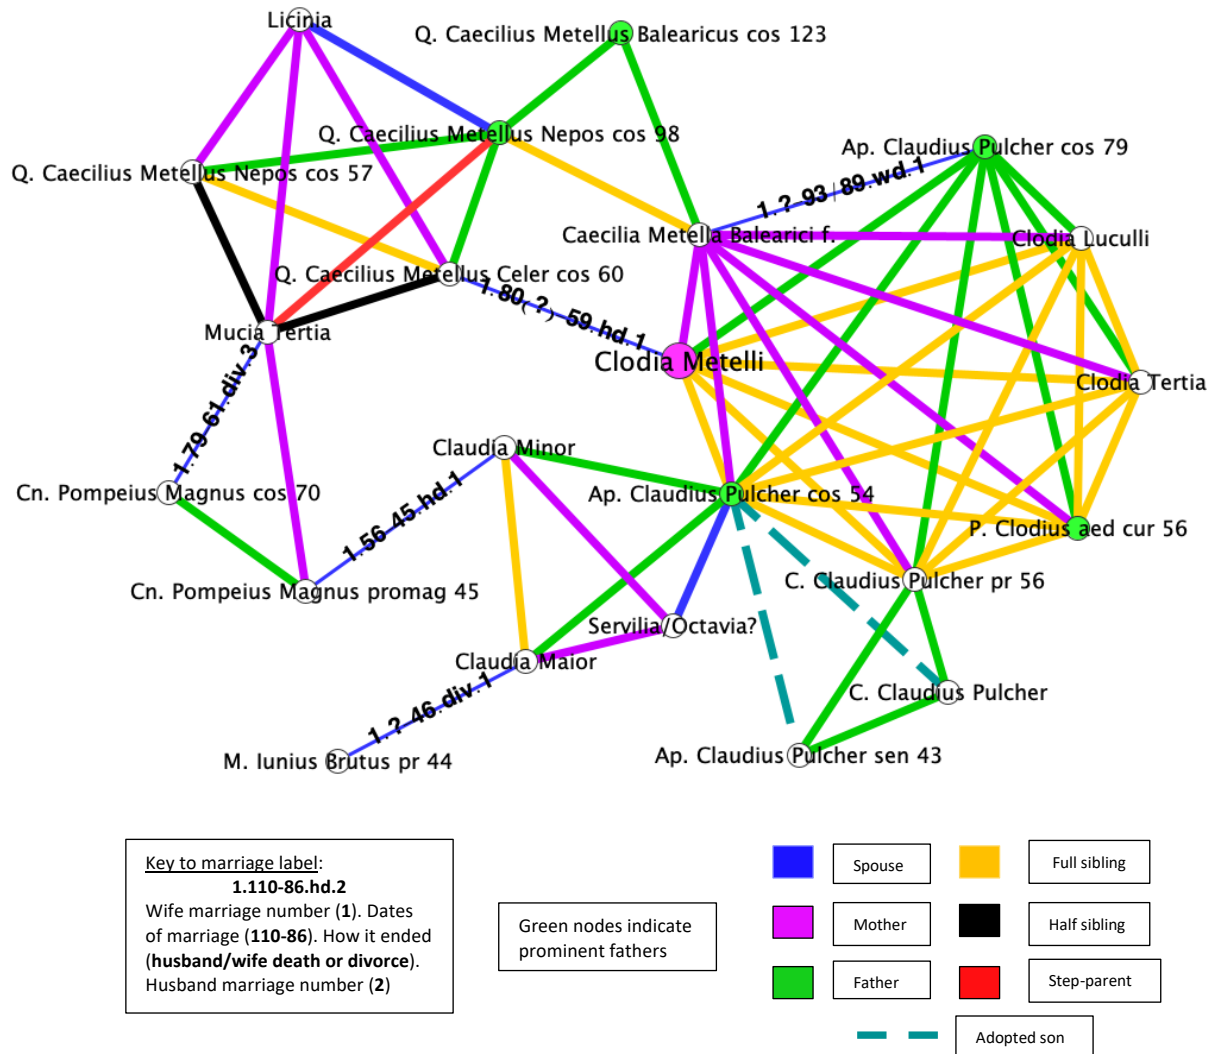 Licinia
Q. Caecilius Metellus Balearicus cos 123
Q. Caecilius Metellus Nepos cos 98
Ap. Claudius Pulcher cos 79
Q. Caecilius Metellus Nepos cos 57
1.?-93/89.wd.1
Caecilia Metella Balearici f.
Clodia Luculli
Q. Caecilius Metellus Celer cos 60
1.80(?)-59.hd.1
Mucia Tertia
Clodia Metelli
Clodia Tertia
1.79-61.div.3
Claudia Minor
Cn. Pompeius Magnus cos 70
Ap. Claudius Pulcher cos 54
1.56-45.hd.1
P. Clodius aed cur 56
Cn. Pompeius Magnus promag 45
C. Claudius Pulcher pr 56
Servilia/Octavia?
Claudia Maior
C. Claudius Pulcher
1.?-46.div.1
M. Iunius Brutus pr 44
Ap. Claudius Pulcher sen 43
Key to marriage label:
1.110-86.hd.2
Wife marriage number (1). Dates
of marriage (110-86). How it ended
(husband/wife death or divorce).
Husband marriage number (2)
Green nodes indicate
prominent fathers
Spouse
Full sibling
Mother
Half sibling
Father
Step-parent
Adopted son